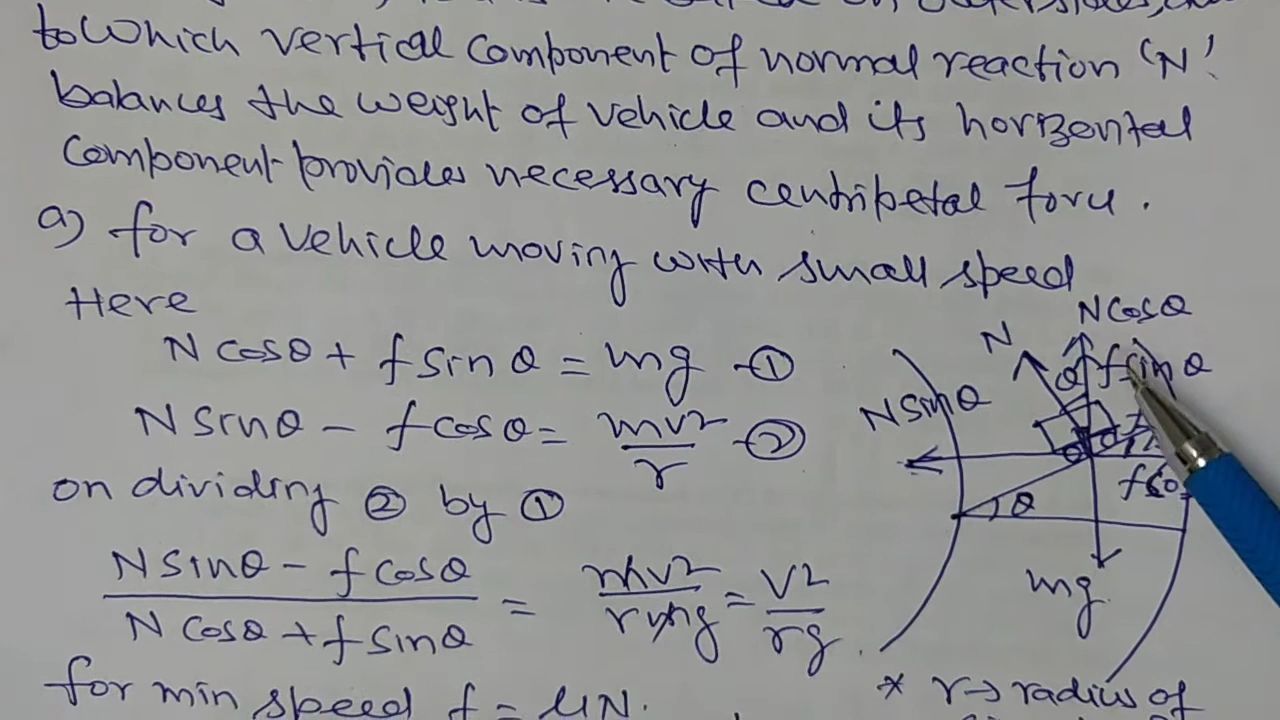 to which vertical component of normal reaction 'N'
balances the weight of vehicle and its horizontal
component provides necessary centripetal force.
a) for a vehicle moving with small speed
Here
N cosθ + f sinθ = mg -①
N sinθ - f cosθ = mv2/r -②
on dividing ② by ①
N sinθ - f cosθ / N cosθ + f sinθ = mv2/rmg = v2/rg.
for min speed f = μN.
N cosθ
N
θ
f sinθ
N sinθ
θ
mg
* r→ radius of